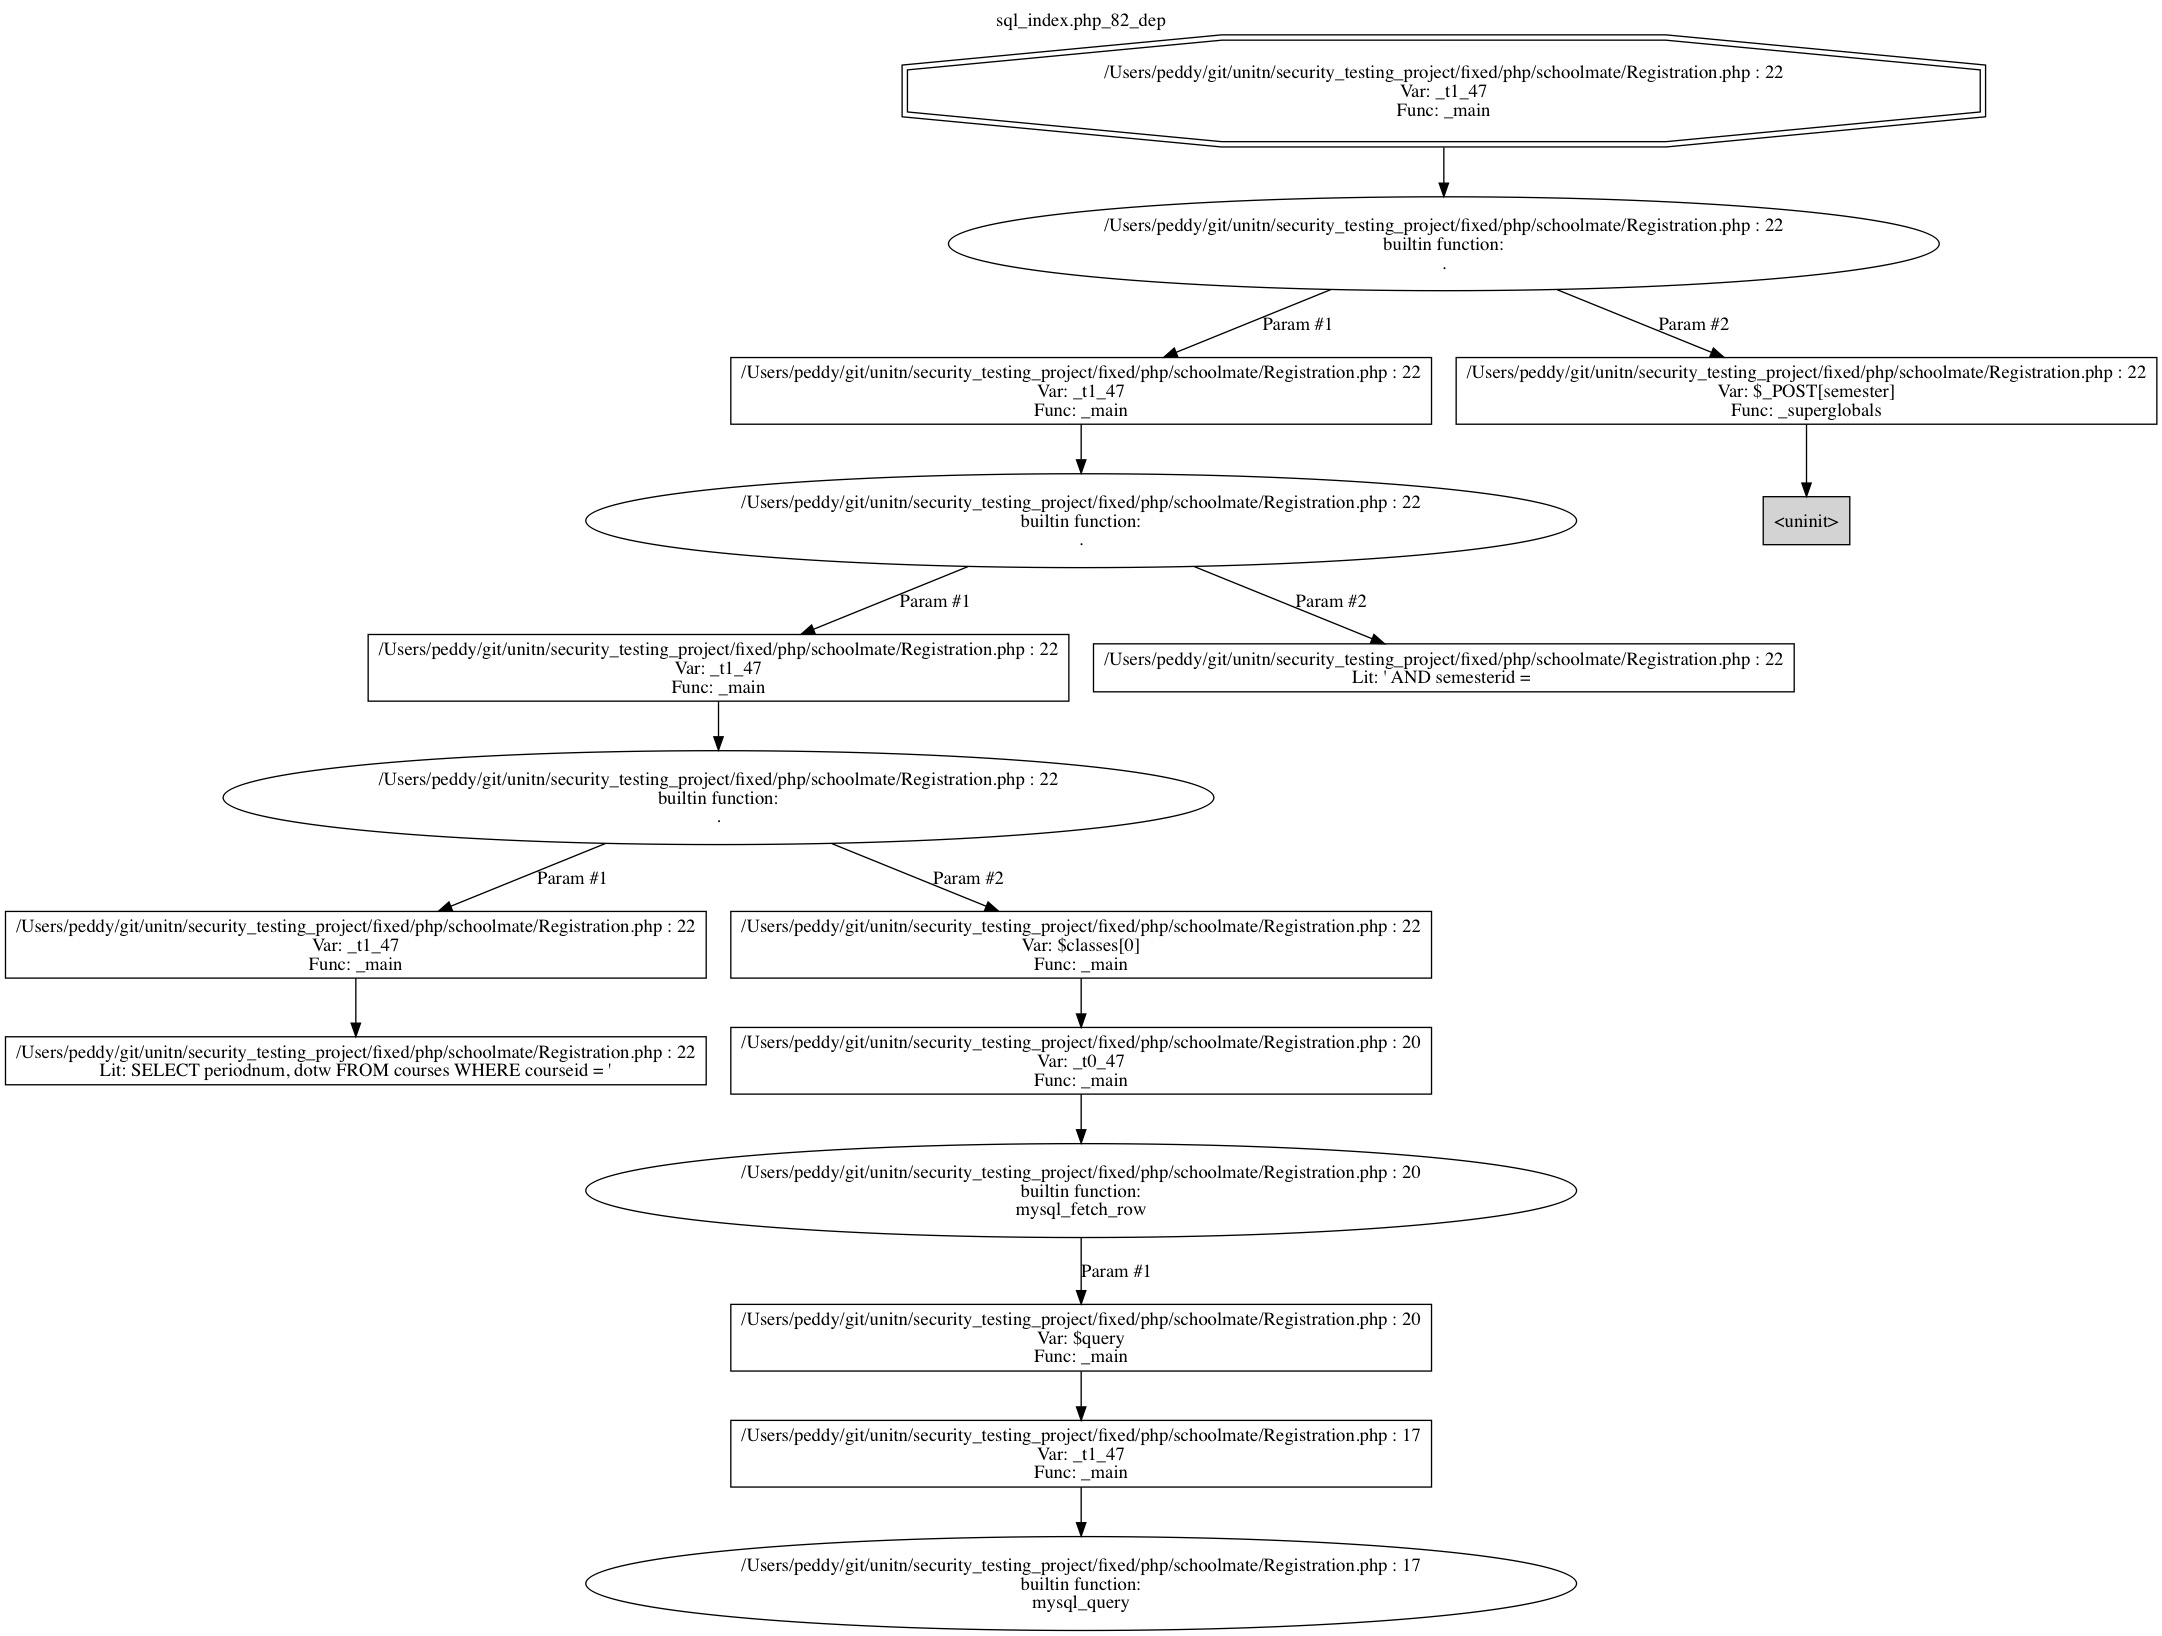 sql_index.php_82_dep
/Users/peddy/git/unitn/security_testing_project/fixed/php/schoolmate/Registration.php : 22
Var: _t1_47
Func: _main
/Users/peddy/git/unitn/security_testing_project/fixed/php/schoolmate/Registration.php : 22
builtin function:
.
Param #1
Param #2
/Users/peddy/git/unitn/security_testing_project/fixed/php/schoolmate/Registration.php : 22
Var: _t1_47
Func: _main
/Users/peddy/git/unitn/security_testing_project/fixed/php/schoolmate/Registration.php : 22
Var: $_POST[semester]
Func: _superglobals
/Users/peddy/git/unitn/security_testing_project/fixed/php/schoolmate/Registration.php : 22
builtin function:
.
<uninit>
Param #1
Param #2
/Users/peddy/git/unitn/security_testing_project/fixed/php/schoolmate/Registration.php : 22
Var: _t1_47
Func: _main
/Users/peddy/git/unitn/security_testing_project/fixed/php/schoolmate/Registration.php : 22
Lit: ' AND semesterid =
/Users/peddy/git/unitn/security_testing_project/fixed/php/schoolmate/Registration.php : 22
builtin function:
.
Param #1
Param #2
/Users/peddy/git/unitn/security_testing_project/fixed/php/schoolmate/Registration.php : 22
Var: _t1_47
Func: _main
/Users/peddy/git/unitn/security_testing_project/fixed/php/schoolmate/Registration.php : 22
Var: $classes[0]
Func: _main
/Users/peddy/git/unitn/security_testing_project/fixed/php/schoolmate/Registration.php : 22
Lit: SELECT periodnum, dotw FROM courses WHERE courseid = '
/Users/peddy/git/unitn/security_testing_project/fixed/php/schoolmate/Registration.php : 20
Var: _t0_47
Func: _main
/Users/peddy/git/unitn/security_testing_project/fixed/php/schoolmate/Registration.php : 20
builtin function:
mysql_fetch_row
Param #1
/Users/peddy/git/unitn/security_testing_project/fixed/php/schoolmate/Registration.php : 20
Var: $query
Func: _main
/Users/peddy/git/unitn/security_testing_project/fixed/php/schoolmate/Registration.php : 17
Var: _t1_47
Func: _main
/Users/peddy/git/unitn/security_testing_project/fixed/php/schoolmate/Registration.php : 17
builtin function:
mysql_query